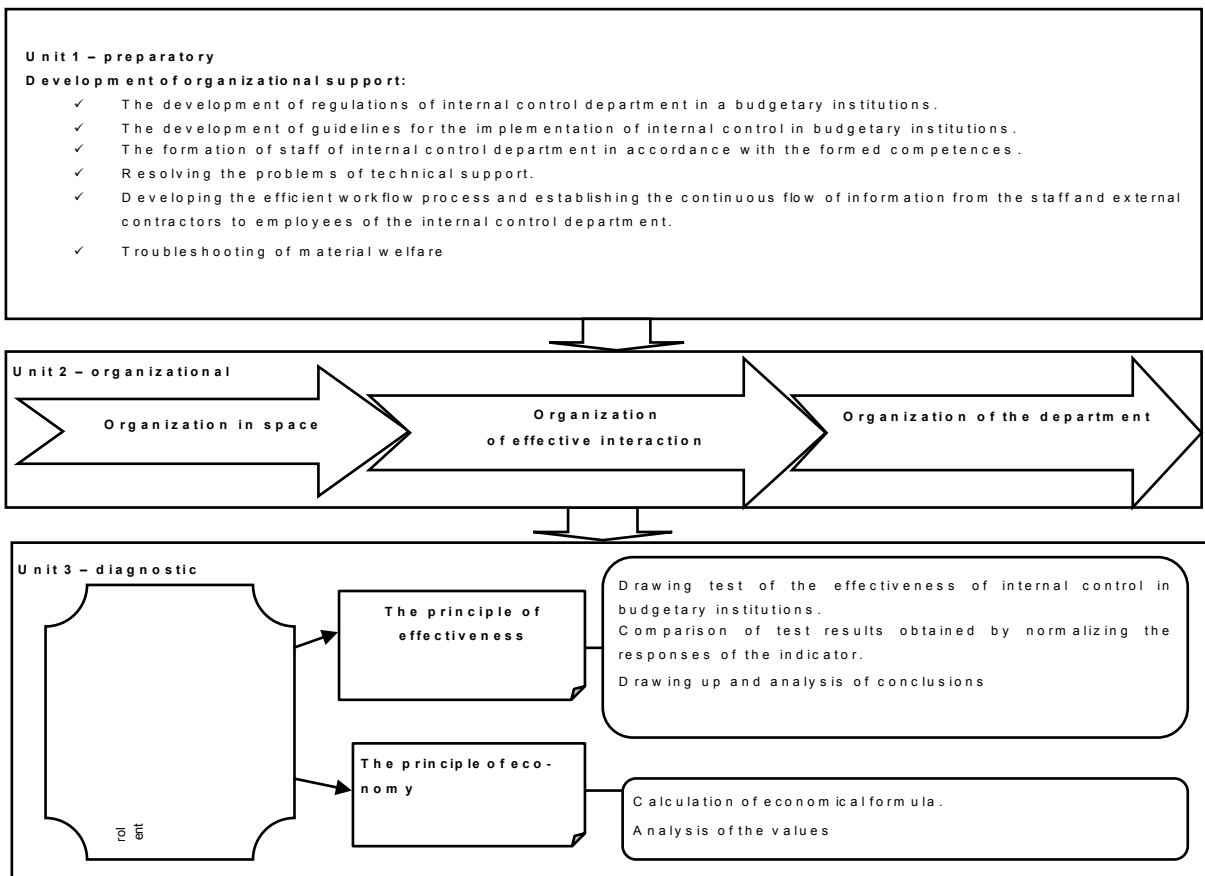 Unit 1 – preparatory
Development of organizational support:
✓ The development of regulations of internal control department in a budgetary institutions.
✓ The development of guidelines for the implementation of internal control in budgetary institutions.
✓ The formation of staff of internal control department in accordance with the formed competences.
✓ Resolving the problems of technical support.
✓ Developing the efficient workflow process and establishing the continuous flow of information from the staff and external
contractors to employees of the internal control department.
✓ Troubleshooting of material welfare
Unit 2 – organizational
Organization in space
Organization
of effective interaction
Organization of the department
Unit 3 – diagnostic
The principle of
effectiveness
Drawing test of the effectiveness of internal control in
budgetary institutions.
Comparison of test results obtained by normalizing the
responses of the indicator.
Drawing up and analysis of conclusions
The principle of eco-
nomy
Calculation of economical formula.
Analysis of the values
rol
ent